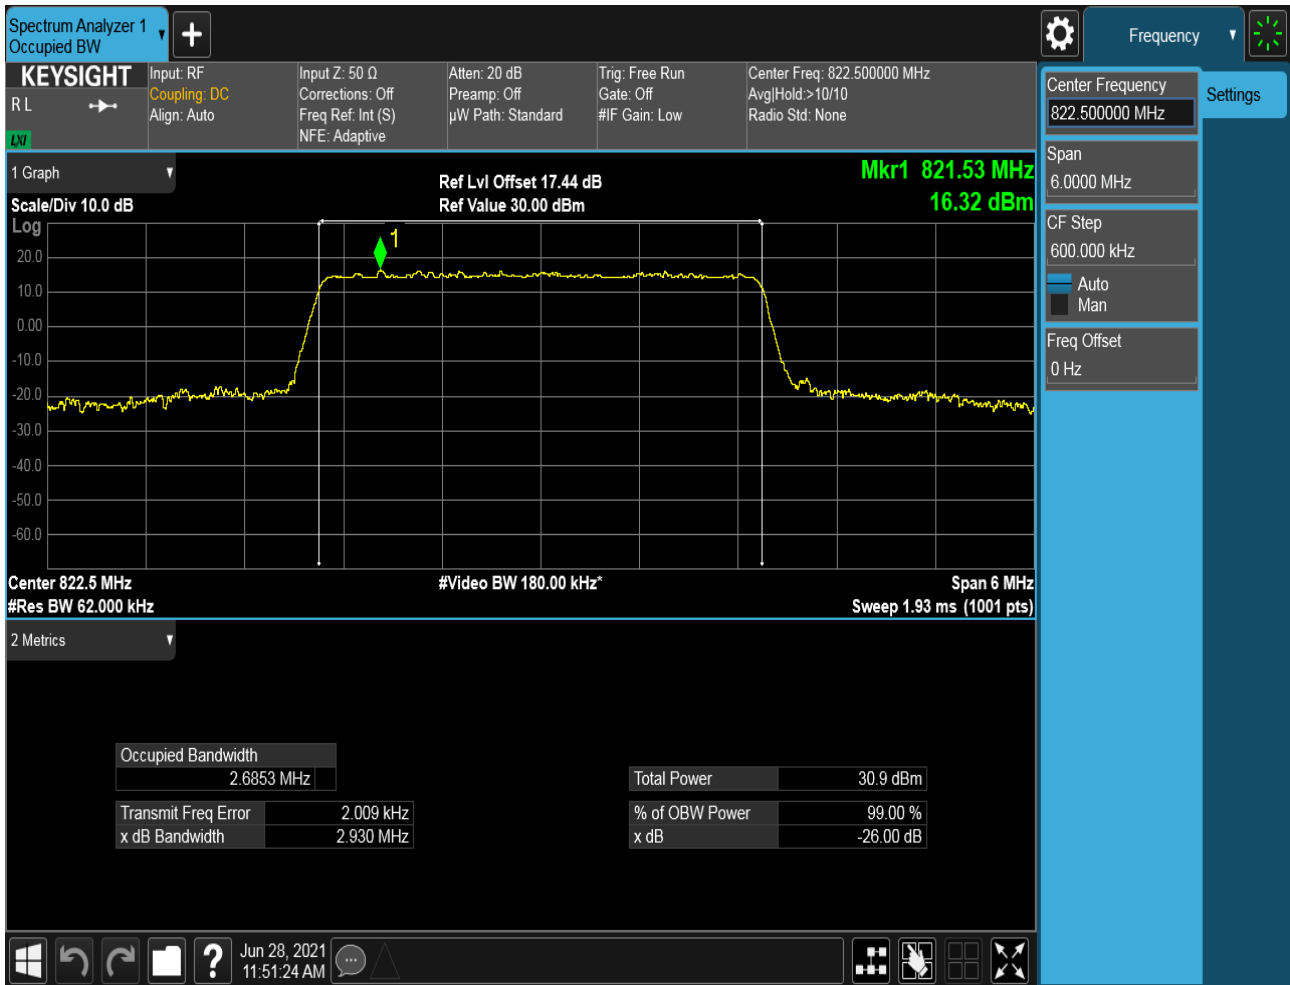 Spectrum Analyzer 1
Occupied BW
Frequency
KEYSIGHT
R L
LXI
Input: RF
Coupling: DC
Align: Auto
Input Z: 50 Ω
Corrections: Off
Freq Ref: Int (S)
NFE: Adaptive
Atten: 20 dB
Preamp: Off
µW Path: Standard
Trig: Free Run
Gate: Off
#IF Gain: Low
Center Freq: 822.500000 MHz
Avg|Hold:>10/10
Radio Std: None
1 Graph
Scale/Div 10.0 dB
Log
Ref Lvl Offset 17.44 dB
Ref Value 30.00 dBm
Mkr1 821.53 MHz
16.32 dBm
1
20.0
10.0
0.00
-10.0
-20.0
-30.0
-40.0
-50.0
-60.0
Center 822.5 MHz
#Res BW 62.000 kHz
#Video BW 180.00 kHz*
Span 6 MHz
Sweep 1.93 ms (1001 pts)
2 Metrics
Occupied Bandwidth
2.6853 MHz
Transmit Freq Error 2.009 kHz
x dB Bandwidth 2.930 MHz
Total Power 30.9 dBm
% of OBW Power 99.00 %
x dB -26.00 dB
?
Jun 28, 2021
11:51:24 AM
Center Frequency
822.500000 MHz
Span
6.0000 MHz
CF Step
600.000 kHz
Auto
Man
Freq Offset
0 Hz
Settings